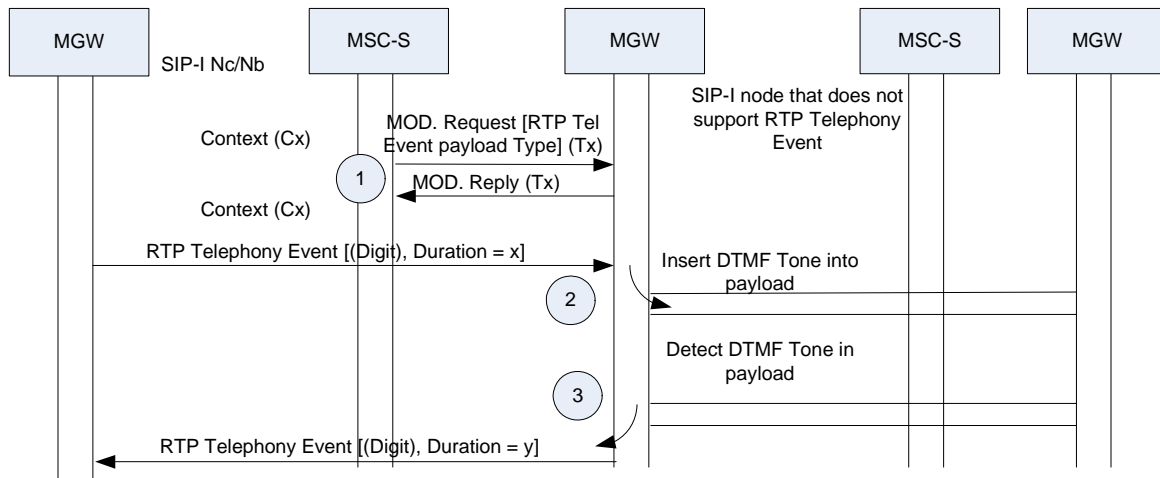 MGW
MSC-S
MGW
MSC-S
MGW
SIP-I Nc/Nb
SIP-I node that does not
support RTP Telephony
Event
Context (Cx)
MOD. Request [RTP Tel
Event payload Type] (Tx)
1
MOD. Reply (Tx)
Context (Cx)
RTP Telephony Event [(Digit), Duration = x]
Insert DTMF Tone into
payload
2
Detect DTMF Tone in
payload
3
RTP Telephony Event [(Digit), Duration = y]